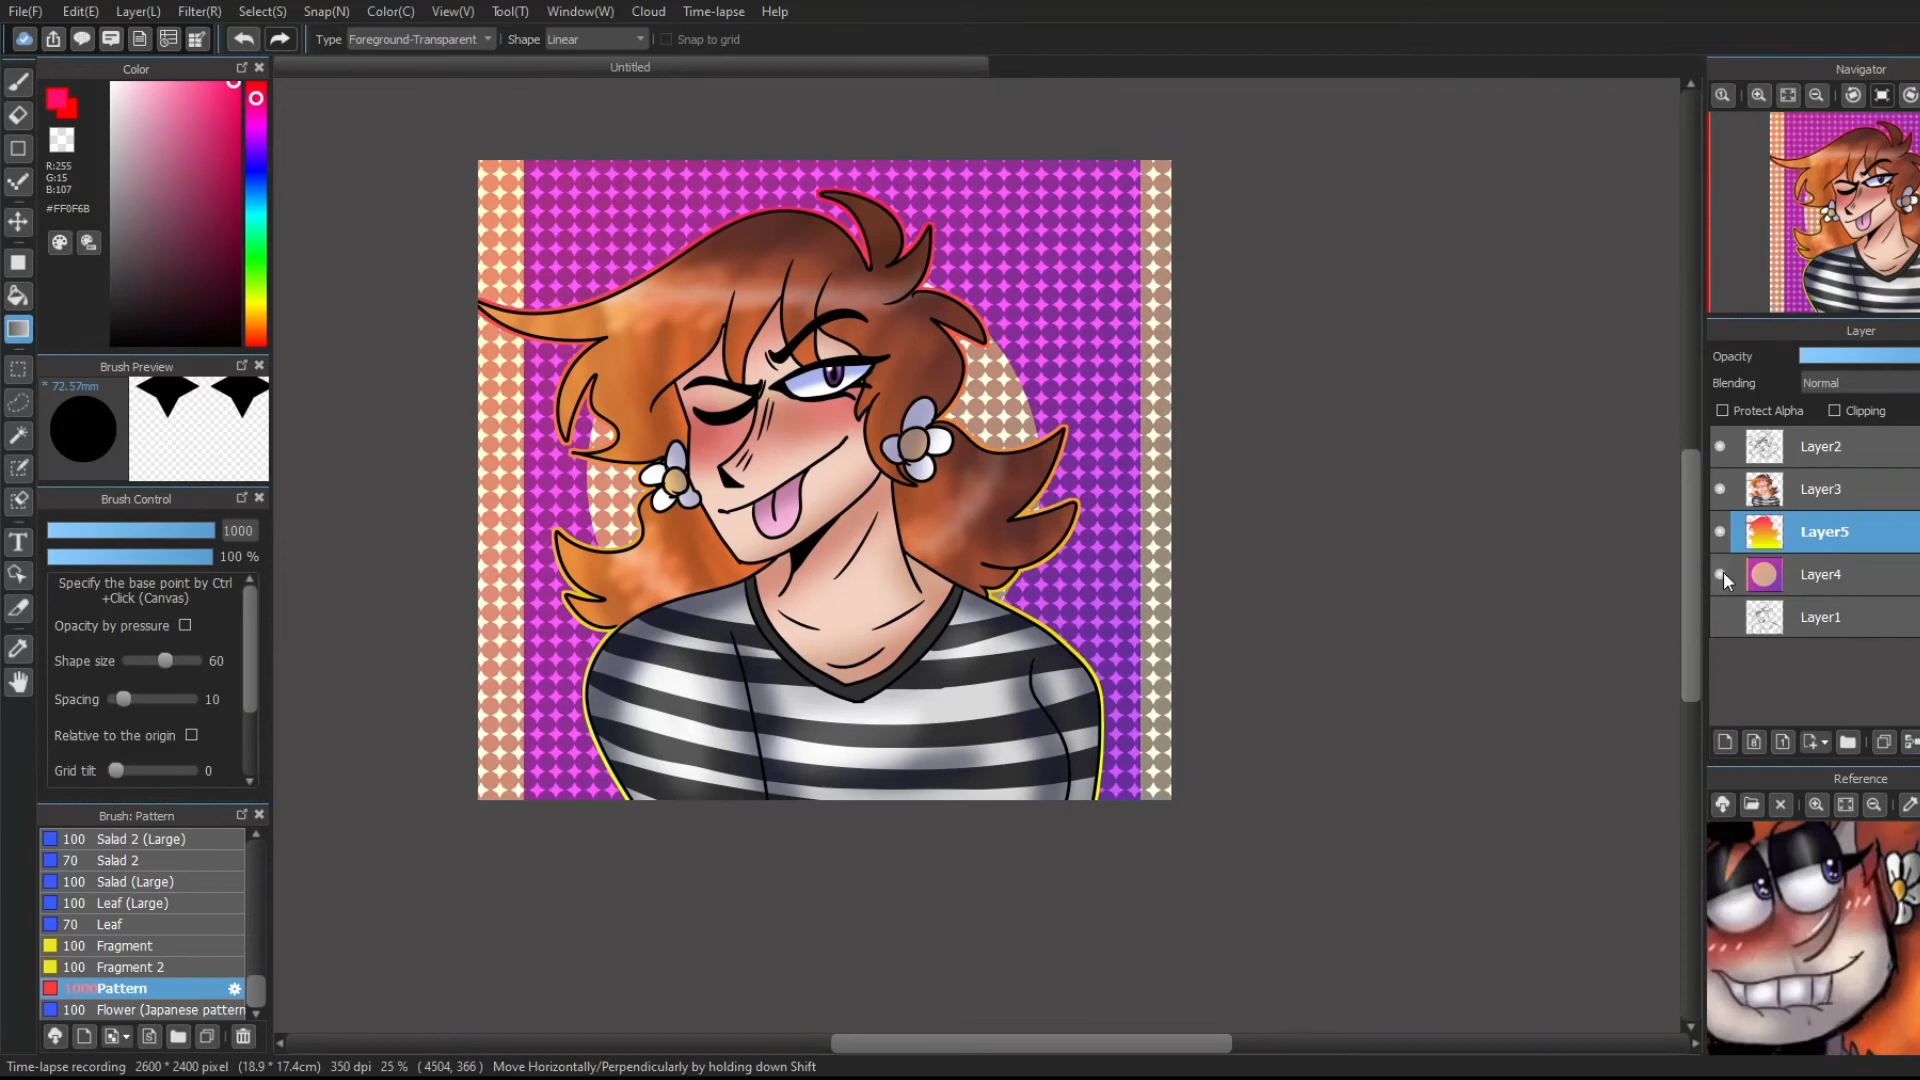 File(F) Edit(E) Layer(L) Filter(R) Select(S) Snap(N) Color(C) View(V) Tool(T) Window(W) Cloud Time-lapse Help
Type Foreground-Transparent Shape Linear Snap to grid
Color
Untitled
Navigator
R:255
G:15
B:107
#FF0F6B
Brush Preview
* 72.57mm
Brush Control
1000
100 %
Specify the base point by Ctrl
+Click (Canvas)
Opacity by pressure
Shape size 60
Spacing 10
Relative to the origin
Grid tilt 0
Brush: Pattern
100 Salad 2 (Large)
70 Salad 2
100 Salad (Large)
100 Leaf (Large)
70 Leaf
100 Fragment
100 Fragment 2
1000 Pattern
100 Flower (Japanese pattern
Layer
Opacity
Blending Normal
Protect Alpha Clipping
Layer2
Layer3
Layer5
Layer4
Layer1
Reference
Time-lapse recording 2600 * 2400 pixel (18.9 * 17.4cm) 350 dpi 25 % ( 4504, 366 ) Move Horizontally/Perpendicularly by holding down Shift